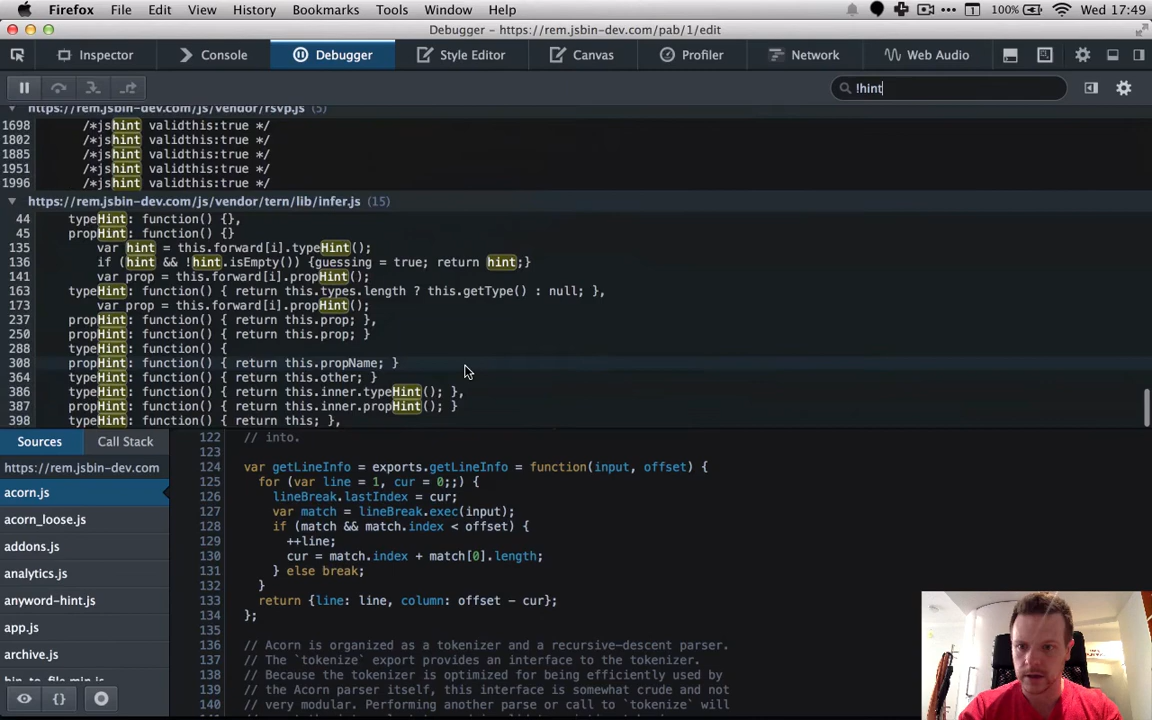 Firefox File Edit View History Bookmarks Tools Window Help 1 100% Wed 17:49
Debugger - https://rem.jsbin-dev.com/pab/1/edit
Inspector Console Debugger Style Editor Canvas Profiler Network Web Audio
!hint
https://rem.jsbin-dev.com/js/vendor/rsvp.js (5)
1698 /*jshint validthis:true */
1802 /*jshint validthis:true */
1885 /*jshint validthis:true */
1951 /*jshint validthis:true */
1996 /*jshint validthis:true */
https://rem.jsbin-dev.com/js/vendor/tern/lib/infer.js (15)
44 typeHint: function() {},
45 propHint: function() {}
135 var hint = this.forward[i].typeHint();
136 if (hint && !hint.isEmpty()) {guessing = true; return hint;}
141 var prop = this.forward[i].propHint();
163 typeHint: function() { return this.types.length ? this.getType() : null; },
173 var prop = this.forward[i].propHint();
237 propHint: function() { return this.prop; },
250 propHint: function() { return this.prop; }
288 typeHint: function() {
308 propHint: function() { return this.propName; }
364 typeHint: function() { return this.other; }
386 typeHint: function() { return this.inner.typeHint(); },
387 propHint: function() { return this.inner.propHint(); }
398 typeHint: function() { return this; },
Sources Call Stack
https://rem.jsbin-dev.com
acorn.js
acorn_loose.js
addons.js
analytics.js
anyword-hint.js
app.js
archive.js
bin_to_file.min.js
{}
122 // into.
123
124 var getLineInfo = exports.getLineInfo = function(input, offset) {
125 for (var line = 1, cur = 0;;) {
126 lineBreak.lastIndex = cur;
127 var match = lineBreak.exec(input);
128 if (match && match.index < offset) {
129 ++line;
130 cur = match.index + match[0].length;
131 } else break;
132 }
133 return {line: line, column: offset - cur};
134 };
135
136 // Acorn is organized as a tokenizer and a recursive-descent parser.
137 // The `tokenize` export provides an interface to the tokenizer.
138 // Because the tokenizer is optimized for being efficiently used by
139 // the Acorn parser itself, this interface is somewhat crude and not
140 // very modular. Performing another parse or call to `tokenize` will